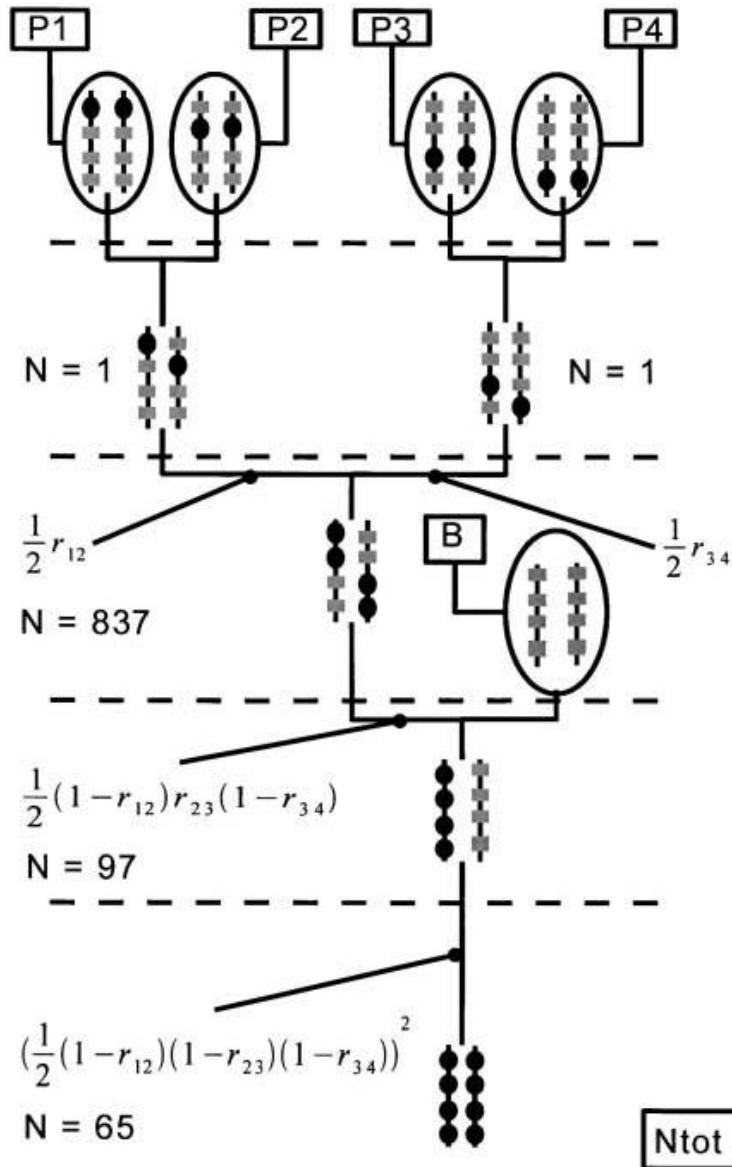 P1 P2 P3 P4
N = 1 N = 1
1/2 r₁₂ B 1/2 r₃₄
N = 837
1/2 (1−r₁₂)r₂₃(1−r₃₄)
N = 97
(1/2 (1−r₁₂)(1−r₂₃)(1−r₃₄))²
N = 65
Ntot